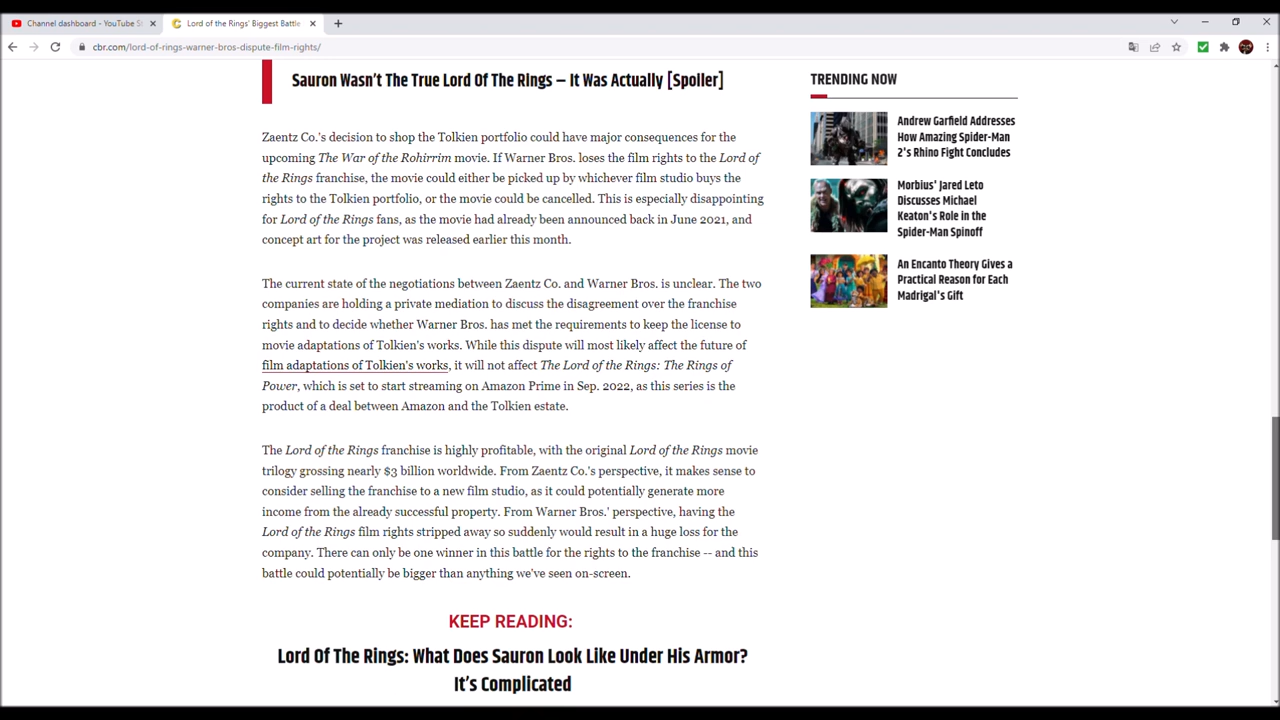 Channel dashboard - YouTube St
Lord of the Rings' Biggest Battle
cbr.com/lord-of-rings-warner-bros-dispute-film-rights/
Sauron Wasn't The True Lord Of The Rings – It Was Actually [Spoiler]
Zaentz Co.'s decision to shop the Tolkien portfolio could have major consequences for the
upcoming The War of the Rohirrim movie. If Warner Bros. loses the film rights to the Lord of
the Rings franchise, the movie could either be picked up by whichever film studio buys the
rights to the Tolkien portfolio, or the movie could be cancelled. This is especially disappointing
for Lord of the Rings fans, as the movie had already been announced back in June 2021, and
concept art for the project was released earlier this month.
The current state of the negotiations between Zaentz Co. and Warner Bros. is unclear. The two
companies are holding a private mediation to discuss the disagreement over the franchise
rights and to decide whether Warner Bros. has met the requirements to keep the license to
movie adaptations of Tolkien's works. While this dispute will most likely affect the future of
film adaptations of Tolkien's works, it will not affect The Lord of the Rings: The Rings of
Power, which is set to start streaming on Amazon Prime in Sep. 2022, as this series is the
product of a deal between Amazon and the Tolkien estate.
The Lord of the Rings franchise is highly profitable, with the original Lord of the Rings movie
trilogy grossing nearly $3 billion worldwide. From Zaentz Co.'s perspective, it makes sense to
consider selling the franchise to a new film studio, as it could potentially generate more
income from the already successful property. From Warner Bros.' perspective, having the
Lord of the Rings film rights stripped away so suddenly would result in a huge loss for the
company. There can only be one winner in this battle for the rights to the franchise -- and this
battle could potentially be bigger than anything we've seen on-screen.
KEEP READING:
Lord Of The Rings: What Does Sauron Look Like Under His Armor?
It's Complicated
TRENDING NOW
Andrew Garfield Addresses
How Amazing Spider-Man
2's Rhino Fight Concludes
Morbius' Jared Leto
Discusses Michael
Keaton's Role in the
Spider-Man Spinoff
An Encanto Theory Gives a
Practical Reason for Each
Madrigal's Gift